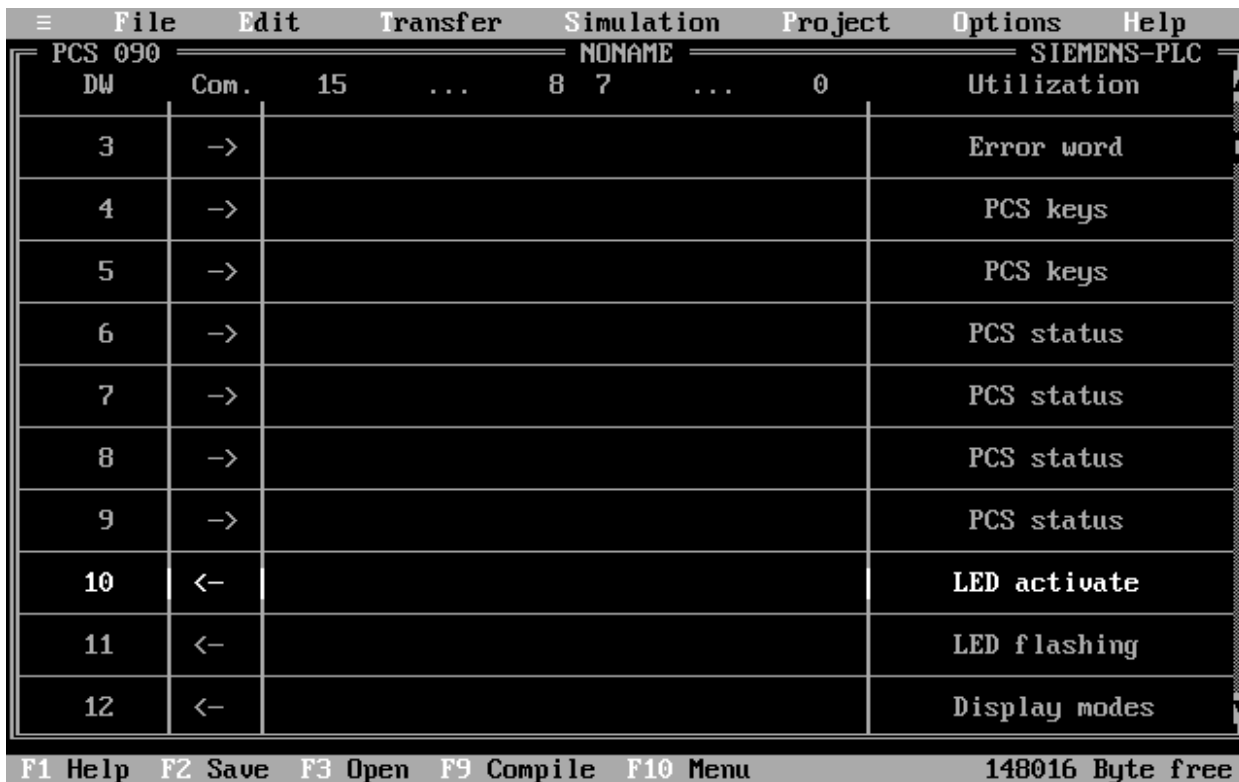 ≡ File Edit Transfer Simulation Project Options Help
PCS 090 NONAME SIEMENS-PLC
DW Com. 15 ... 8 7 ... 0 Utilization
3 -> Error word
4 -> PCS keys
5 -> PCS keys
6 -> PCS status
7 -> PCS status
8 -> PCS status
9 -> PCS status
10 <- LED activate
11 <- LED flashing
12 <- Display modes
F1 Help F2 Save F3 Open F9 Compile F10 Menu 148016 Byte free